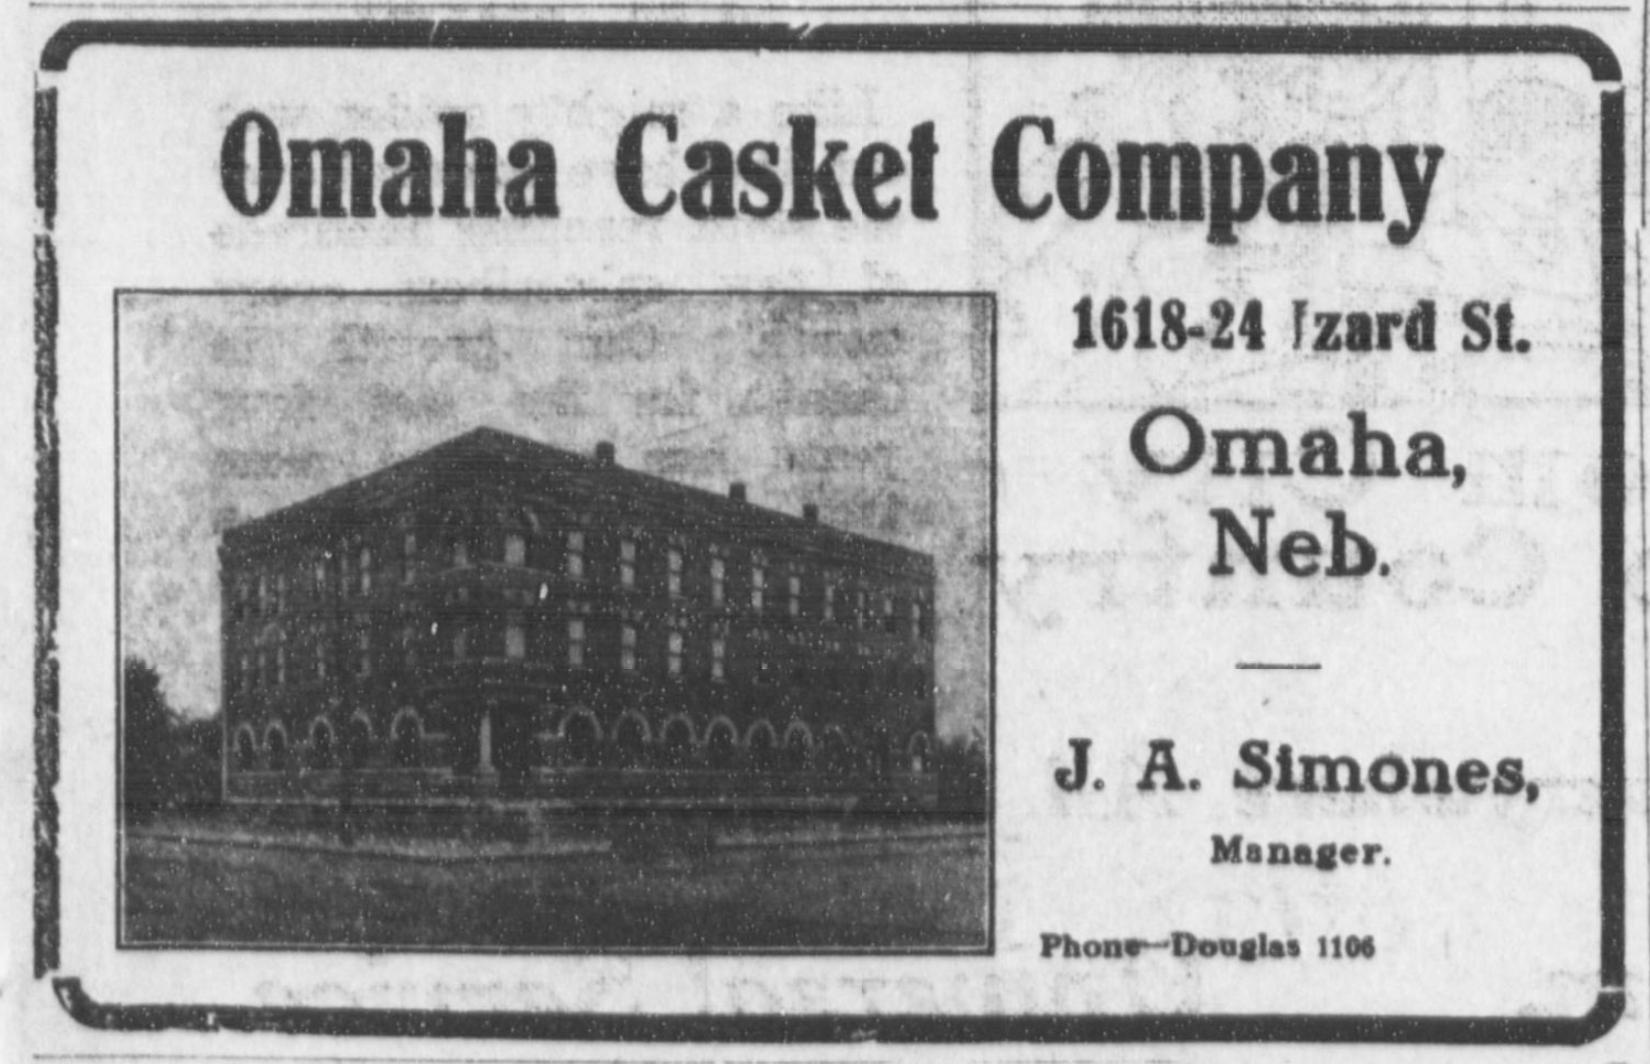 Omaha Casket Company
1618-24 Izard St.
Omaha,
Neb.
J. A. Simones,
Manager.
Phone—Douglas 1106